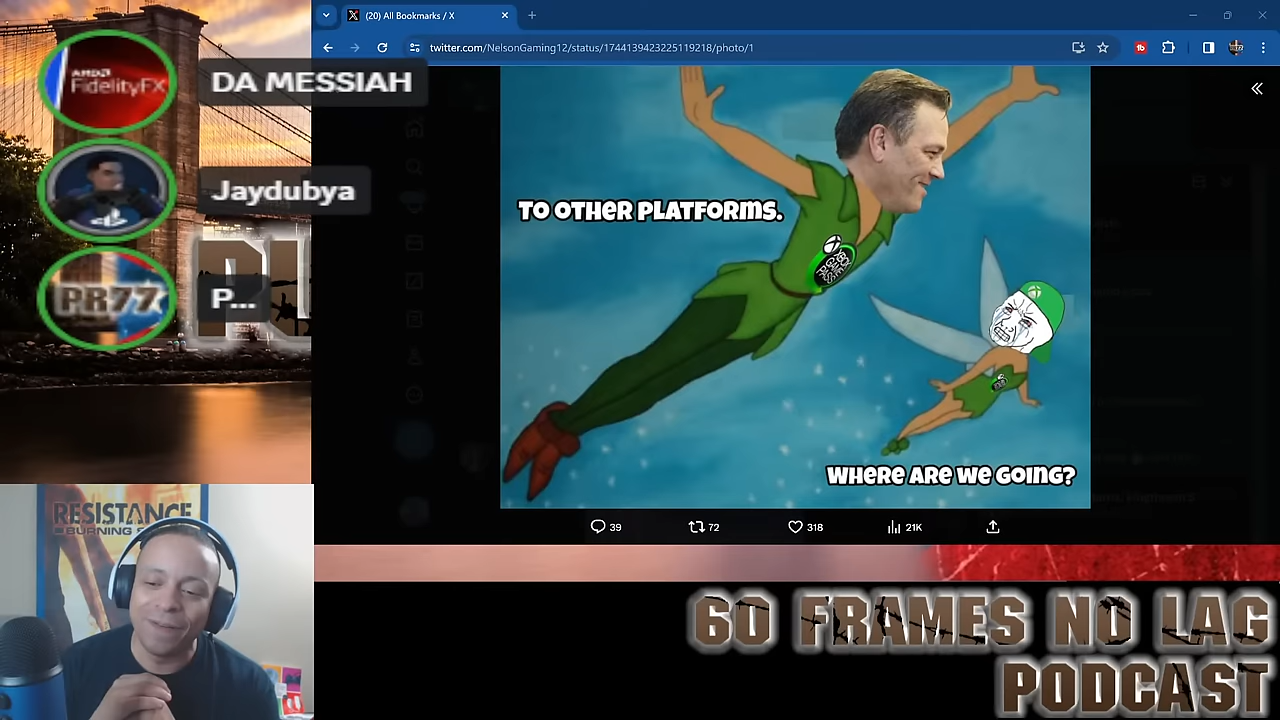 (20) All Bookmarks / X
twitter.com/NelsonGaming12/status/1744139423225119218/photo/1
AMD
FidelityFX
DA MESSIAH
Jaydubya
PR77
P...
TO OTHER PLATFORMS.
WHERE ARE WE GOING?
39
72
318
21K
RESISTANCE
BURNING S
60 FRAMES NO LAG
PODCAST